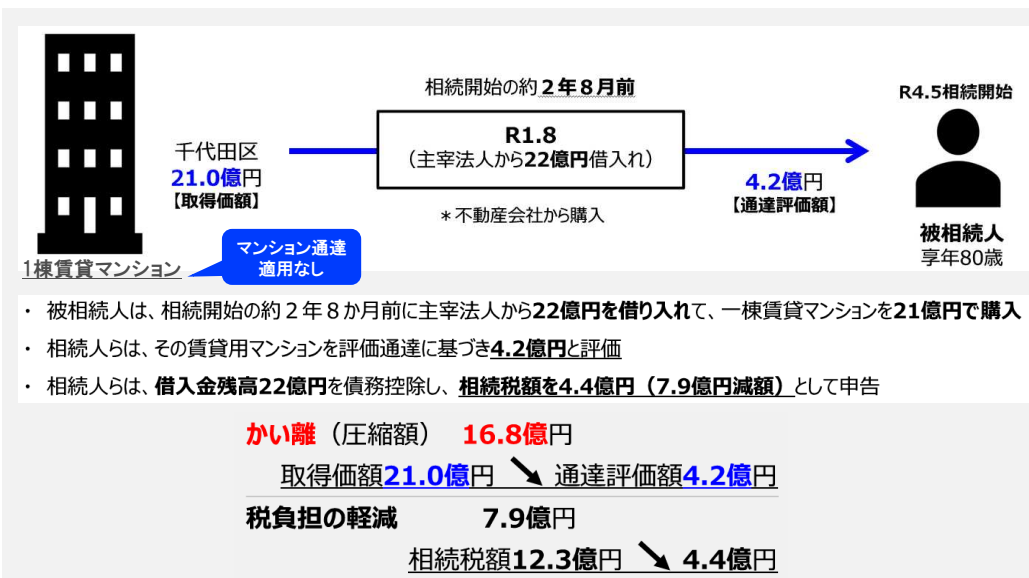 相続開始の約２年８月前
R4.5相続開始
R1.8
（主宰法人から22億円借入れ）
千代田区
21.0億円
【取得価額】
4.2億円
【通達評価額】
＊不動産会社から購入
被相続人
享年80歳
マンション通達
適用なし
1棟賃貸マンション
・ 被相続人は、相続開始の約２年８か月前に主宰法人から22億円を借り入れて、一棟賃貸マンションを21億円で購入
・ 相続人らは、その賃貸用マンションを評価通達に基づき4.2億円と評価
・ 相続人らは、借入金残高22億円を債務控除し、相続税額を4.4億円（7.9億円減額）として申告
かい離（圧縮額） 16.8億円
取得価額21.0億円 ➘ 通達評価額4.2億円
税負担の軽減 7.9億円
相続税額12.3億円 ➘ 4.4億円